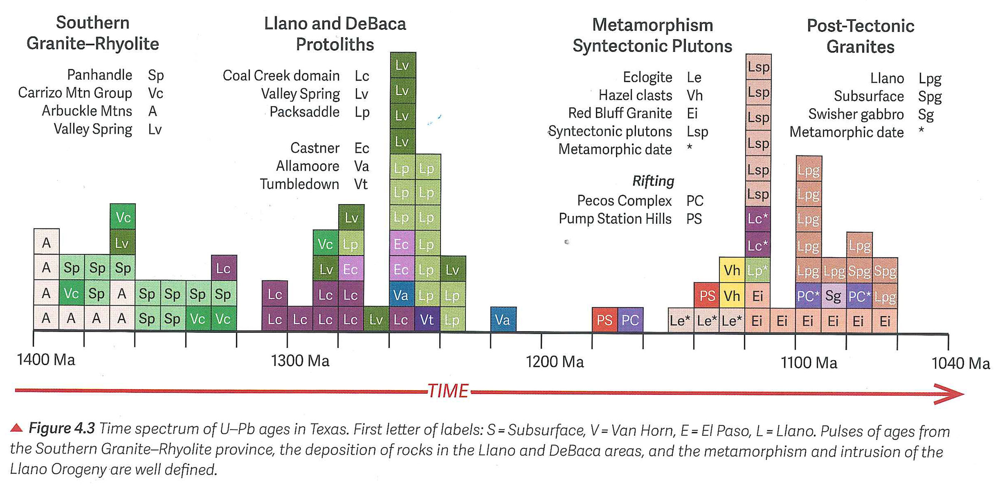 Southern
Granite–Rhyolite
Panhandle Sp
Carrizo Mtn Group Vc
Arbuckle Mtns A
Valley Spring Lv
Llano and DeBaca
Protoliths
Coal Creek domain Lc
Valley Spring Lv
Packsaddle Lp
Castner Ec
Allamoore Va
Tumbledown Vt
Metamorphism
Syntectonic Plutons
Eclogite Le
Hazel clasts Vh
Red Bluff Granite Ei
Syntectonic plutons Lsp
Metamorphic date *
Rifting
Pecos Complex PC
Pump Station Hills PS
Post-Tectonic
Granites
Llano Lpg
Subsurface Spg
Swisher gabbro Sg
Metamorphic date *
Lv Lsp
Lv Lsp
Lv Lsp
Lv Lsp
Lp Lp Lsp Lpg
Lp Lp Lsp Lpg
Vc Lv Lp Lp Lc* Lpg
A Lv Vc Lp Ec Lp Lc* Lpg Lpg
A Sp Sp Sp Lc Lv Ec Ec Lp Lv Vh Lp* Lpg Lpg Spg Spg
A Vc Sp A Sp Sp Sp Sp Lc Lc Lc Va Lp Lp PS Vh Ei PC* Sg PC* Lpg
A A A A Sp Sp Vc Vc Lc Lc Lc Lc Lv Lc Vt Lp Va PS PC Le* Le* Le* Ei Ei Ei Ei Ei Ei
1400 Ma 1300 Ma 1200 Ma 1100 Ma 1040 Ma
TIME
Figure 4.3 Time spectrum of U–Pb ages in Texas. First letter of labels: S = Subsurface, V = Van Horn, E = El Paso, L = Llano. Pulses of ages from
the Southern Granite–Rhyolite province, the deposition of rocks in the Llano and DeBaca areas, and the metamorphism and intrusion of the
Llano Orogeny are well defined.